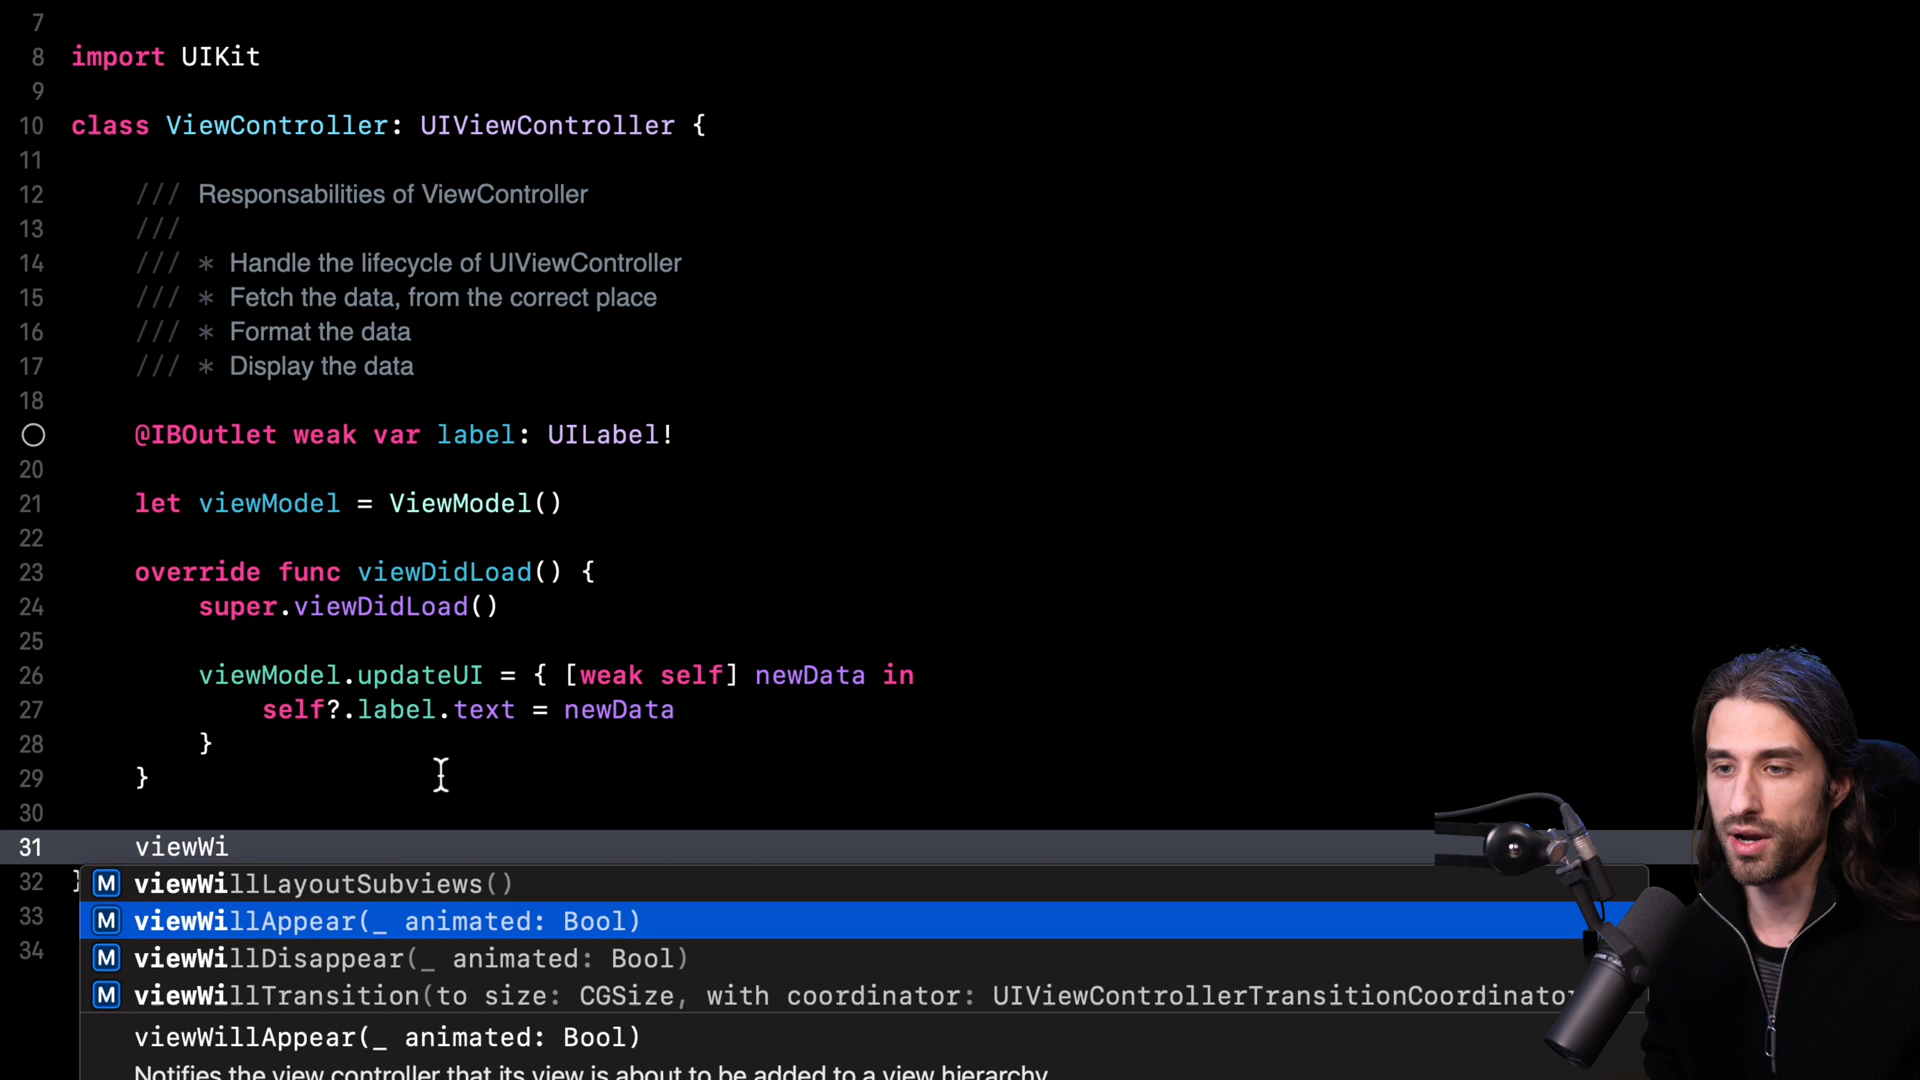 7
8 import UIKit
9
10 class ViewController: UIViewController {
11
12 /// Responsabilities of ViewController
13 ///
14 /// * Handle the lifecycle of UIViewController
15 /// * Fetch the data, from the correct place
16 /// * Format the data
17 /// * Display the data
18
@IBOutlet weak var label: UILabel!
20
21 let viewModel = ViewModel()
22
23 override func viewDidLoad() {
24 super.viewDidLoad()
25
26 viewModel.updateUI = { [weak self] newData in
27 self?.label.text = newData
28 }
29 }
30
31 viewWi
32 } M viewWillLayoutSubviews()
33 M viewWillAppear(_ animated: Bool)
34 M viewWillDisappear(_ animated: Bool)
M viewWillTransition(to size: CGSize, with coordinator: UIViewControllerTransitionCoordinator
viewWillAppear(_ animated: Bool)
Notifies the view controller that its view is about to be added to a view hierarchy.